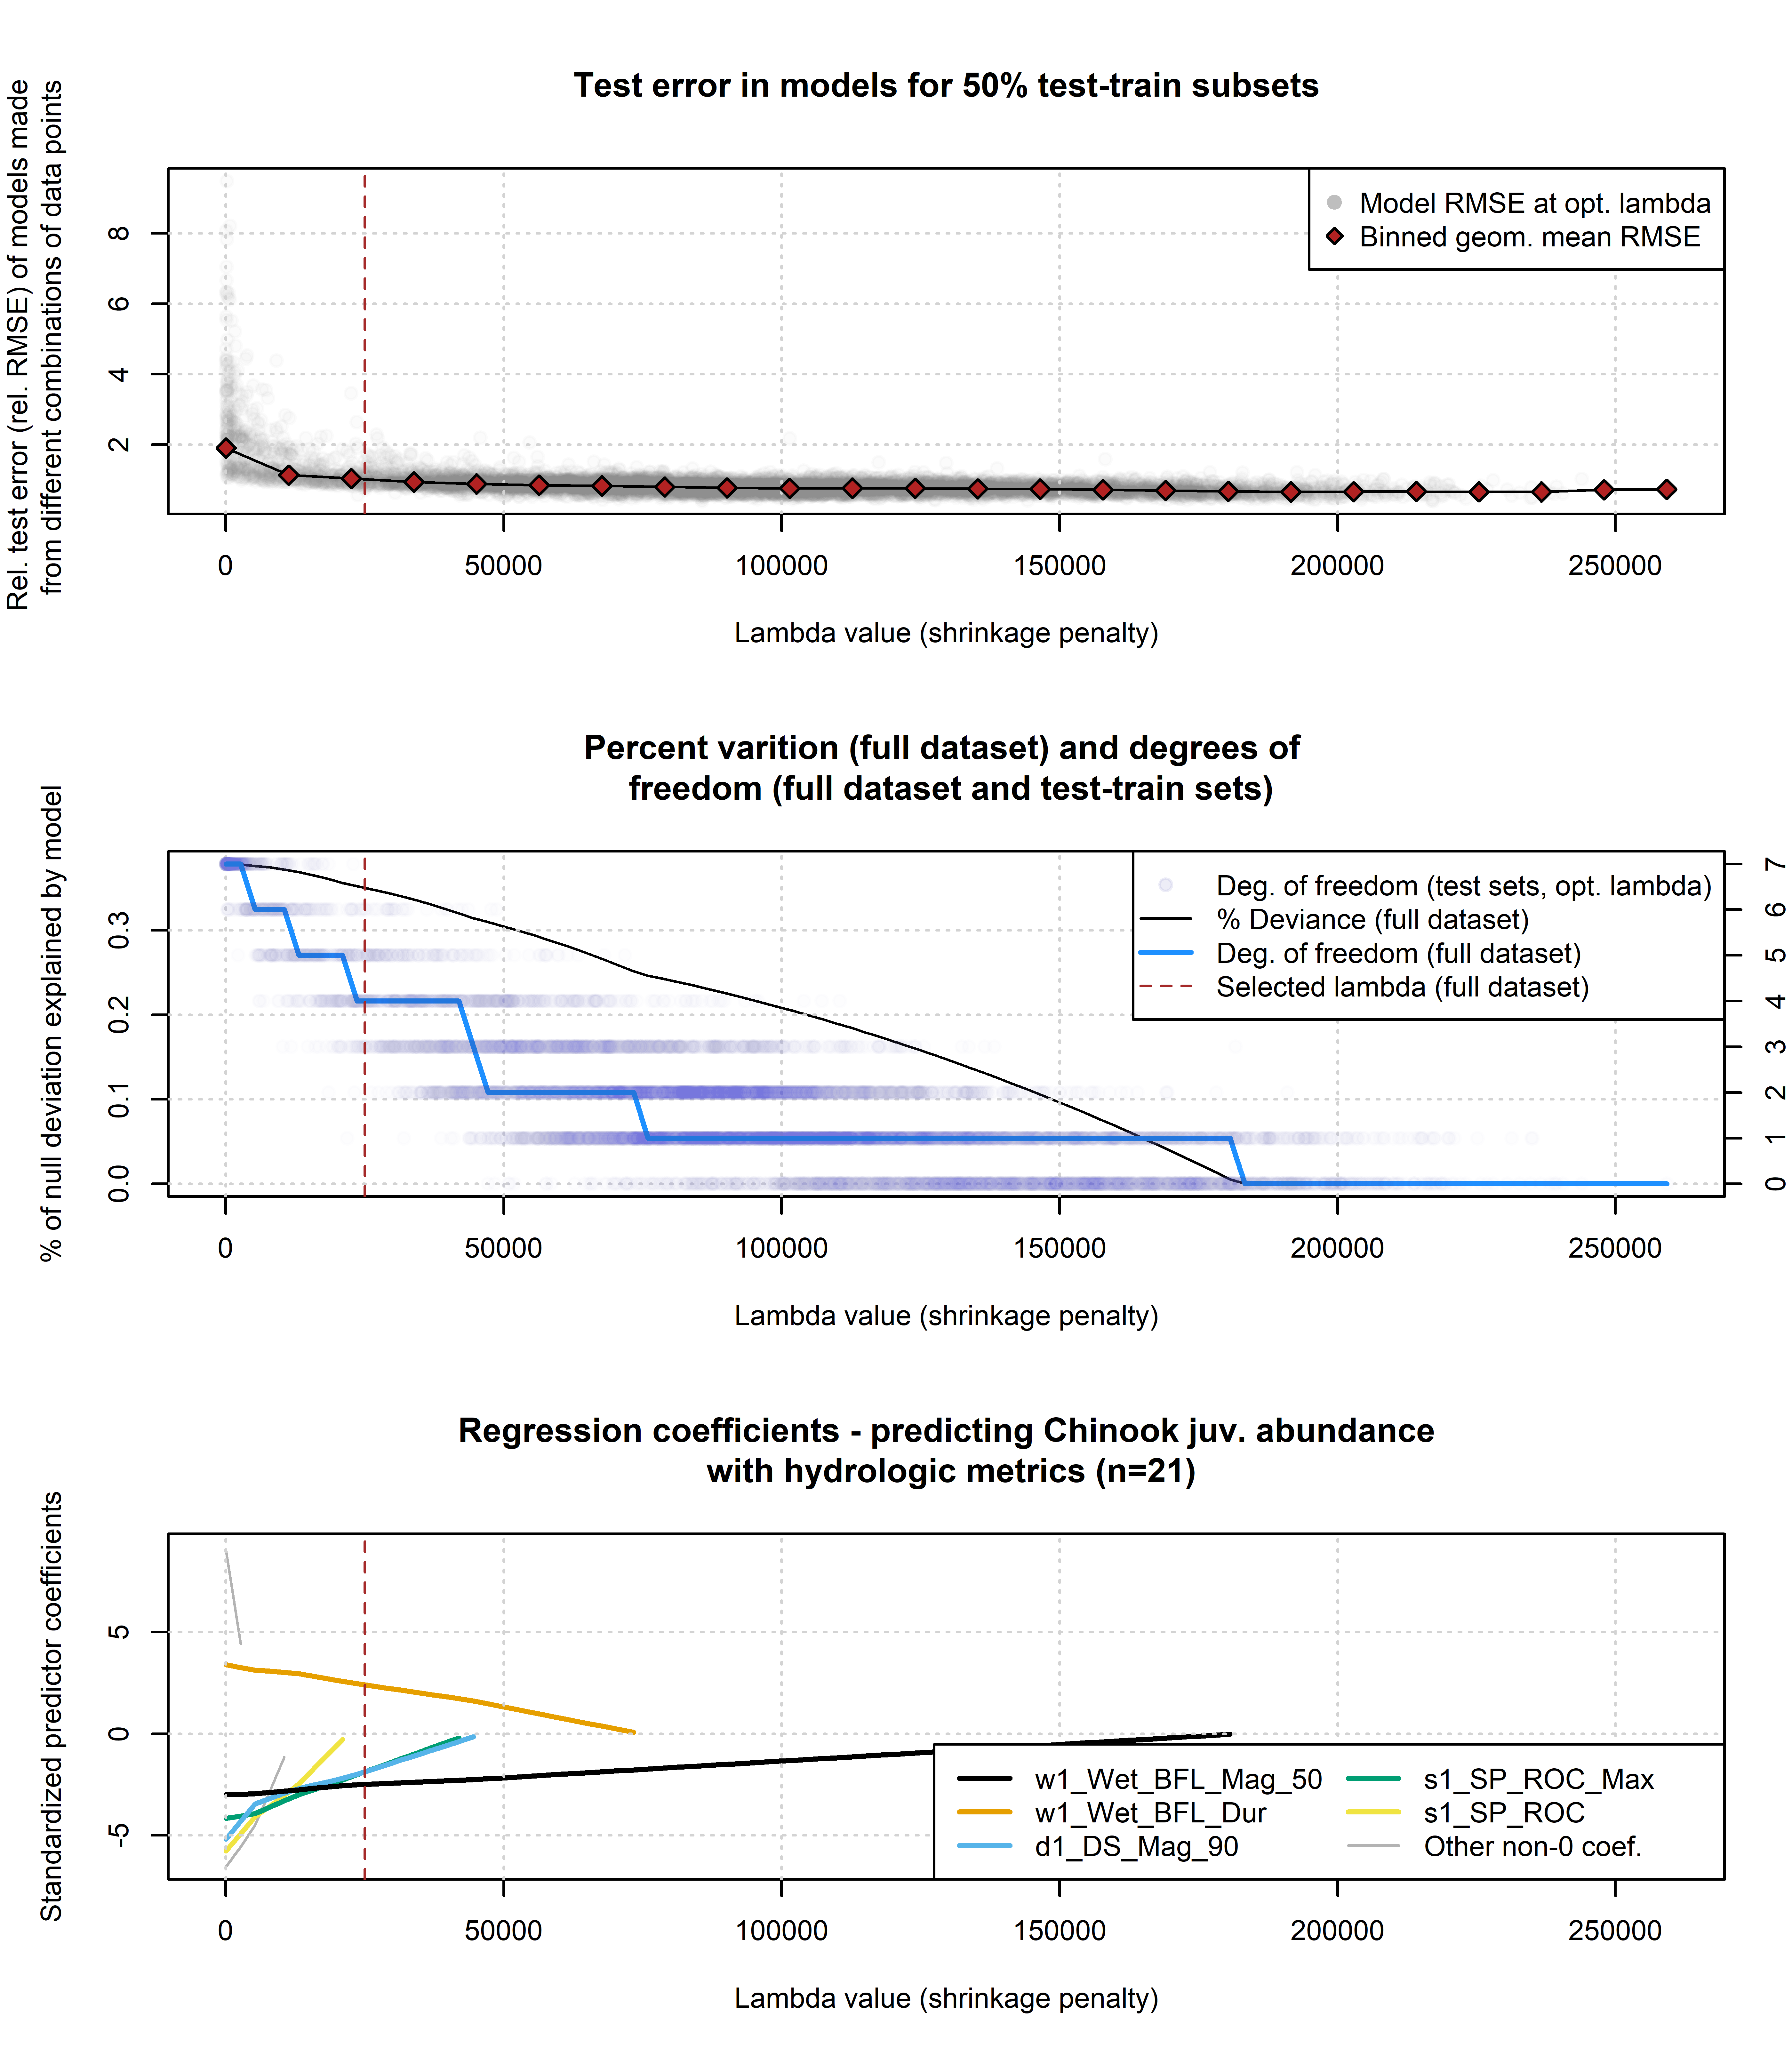 Test error in models for 50% test-train subsets
Rel. test error (rel. RMSE) of models made
from different combinations of data points
8
6
4
2
Model RMSE at opt. lambda
Binned geom. mean RMSE
0 50000 100000 150000 200000 250000
Lambda value (shrinkage penalty)
Percent varition (full dataset) and degrees of
freedom (full dataset and test-train sets)
% of null deviation explained by model
0.3
0.2
0.1
0.0
Deg. of freedom (test sets, opt. lambda)
% Deviance (full dataset)
Deg. of freedom (full dataset)
Selected lambda (full dataset)
7
6
5
4
3
2
1
0
0 50000 100000 150000 200000 250000
Lambda value (shrinkage penalty)
Regression coefficients - predicting Chinook juv. abundance
with hydrologic metrics (n=21)
Standardized predictor coefficients
5
0
-5
w1_Wet_BFL_Mag_50
w1_Wet_BFL_Dur
d1_DS_Mag_90
s1_SP_ROC_Max
s1_SP_ROC
Other non-0 coef.
0 50000 100000 150000 200000 250000
Lambda value (shrinkage penalty)